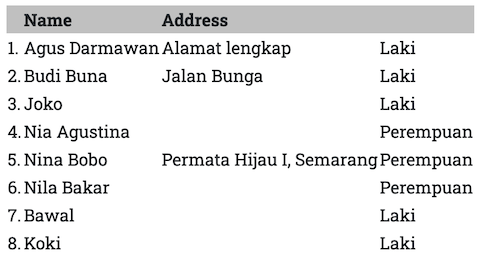 Name Address
1. Agus Darmawan Alamat lengkap Laki
2. Budi Buna Jalan Bunga Laki
3. Joko Laki
4. Nia Agustina Perempuan
5. Nina Bobo Permata Hijau I, Semarang Perempuan
6. Nila Bakar Perempuan
7. Bawal Laki
8. Koki Laki